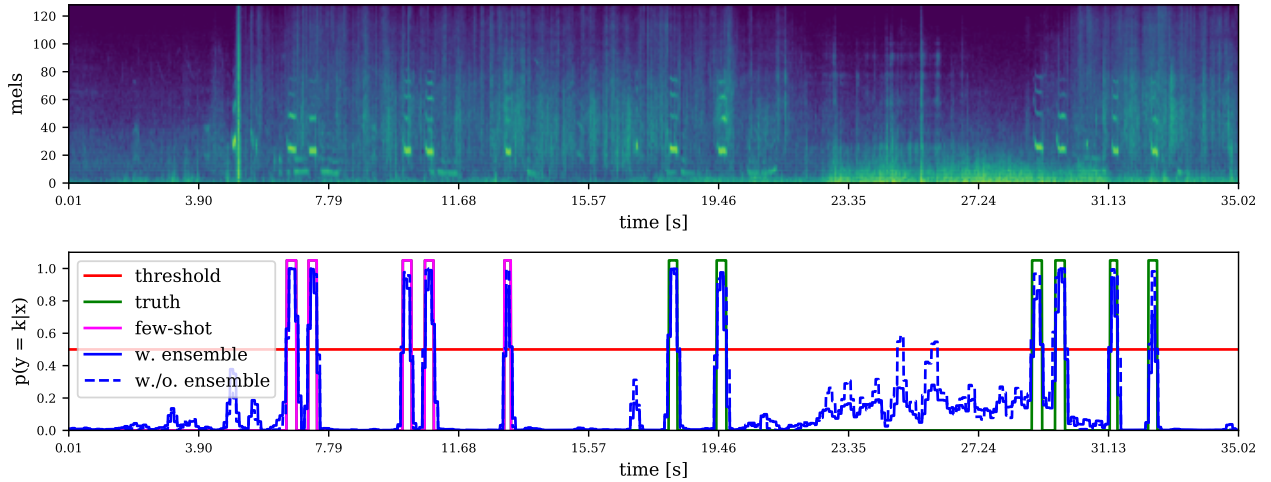 120
100
80
60
40
20
0
mels
0.01 3.90 7.79 11.68 15.57 19.46 23.35 27.24 31.13 35.02
time [s]
1.0
0.8
0.6
0.4
0.2
0.0
p(y = k|x)
threshold
truth
few-shot
w. ensemble
w./o. ensemble
0.01 3.90 7.79 11.68 15.57 19.46 23.35 27.24 31.13 35.02
time [s]